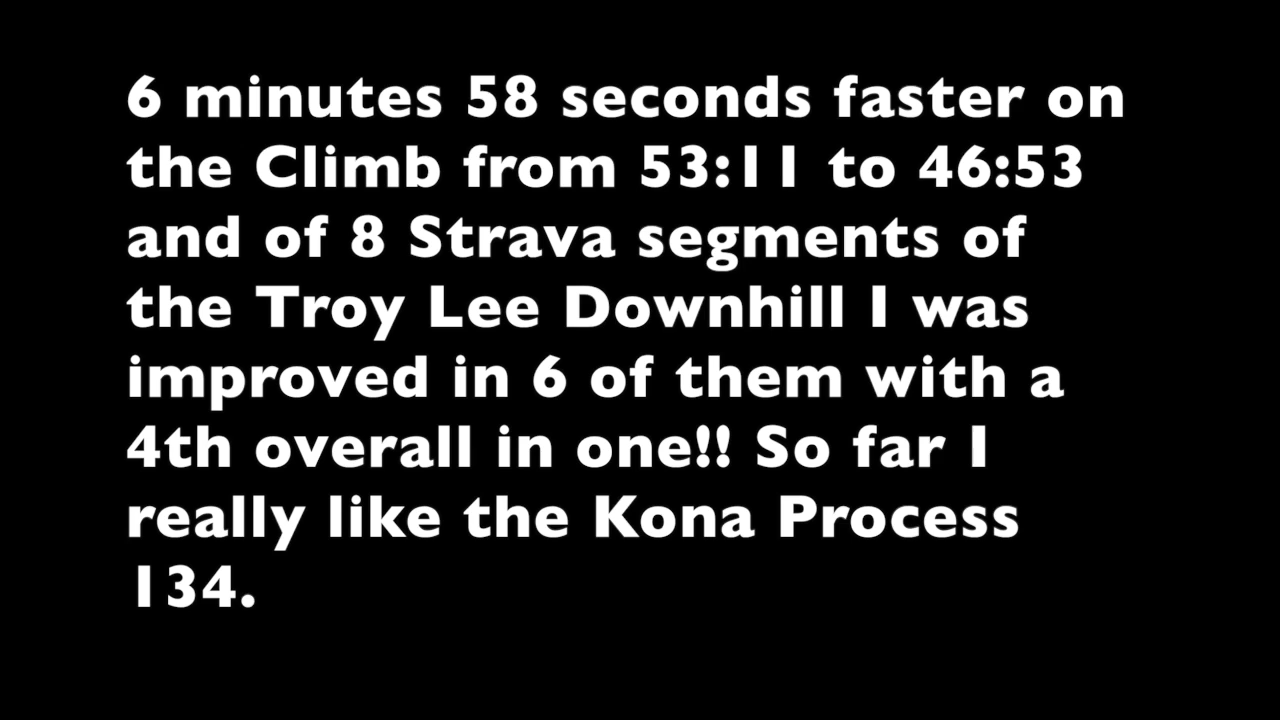 6 minutes 58 seconds faster on
the Climb from 53:11 to 46:53
and of 8 Strava segments of
the Troy Lee Downhill I was
improved in 6 of them with a
4th overall in one!! So far I
really like the Kona Process
134.